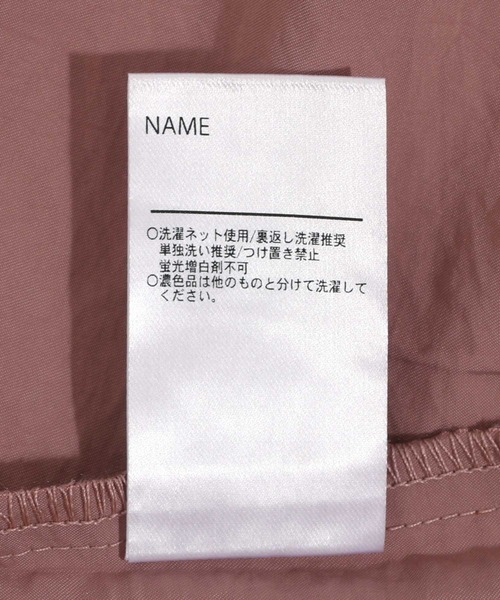 NAME
○洗濯ネット使用/裏返し洗濯推奨
単独洗い推奨/つけ置き禁止
蛍光増白剤不可
○濃色品は他のものと分けて洗濯して
ください。